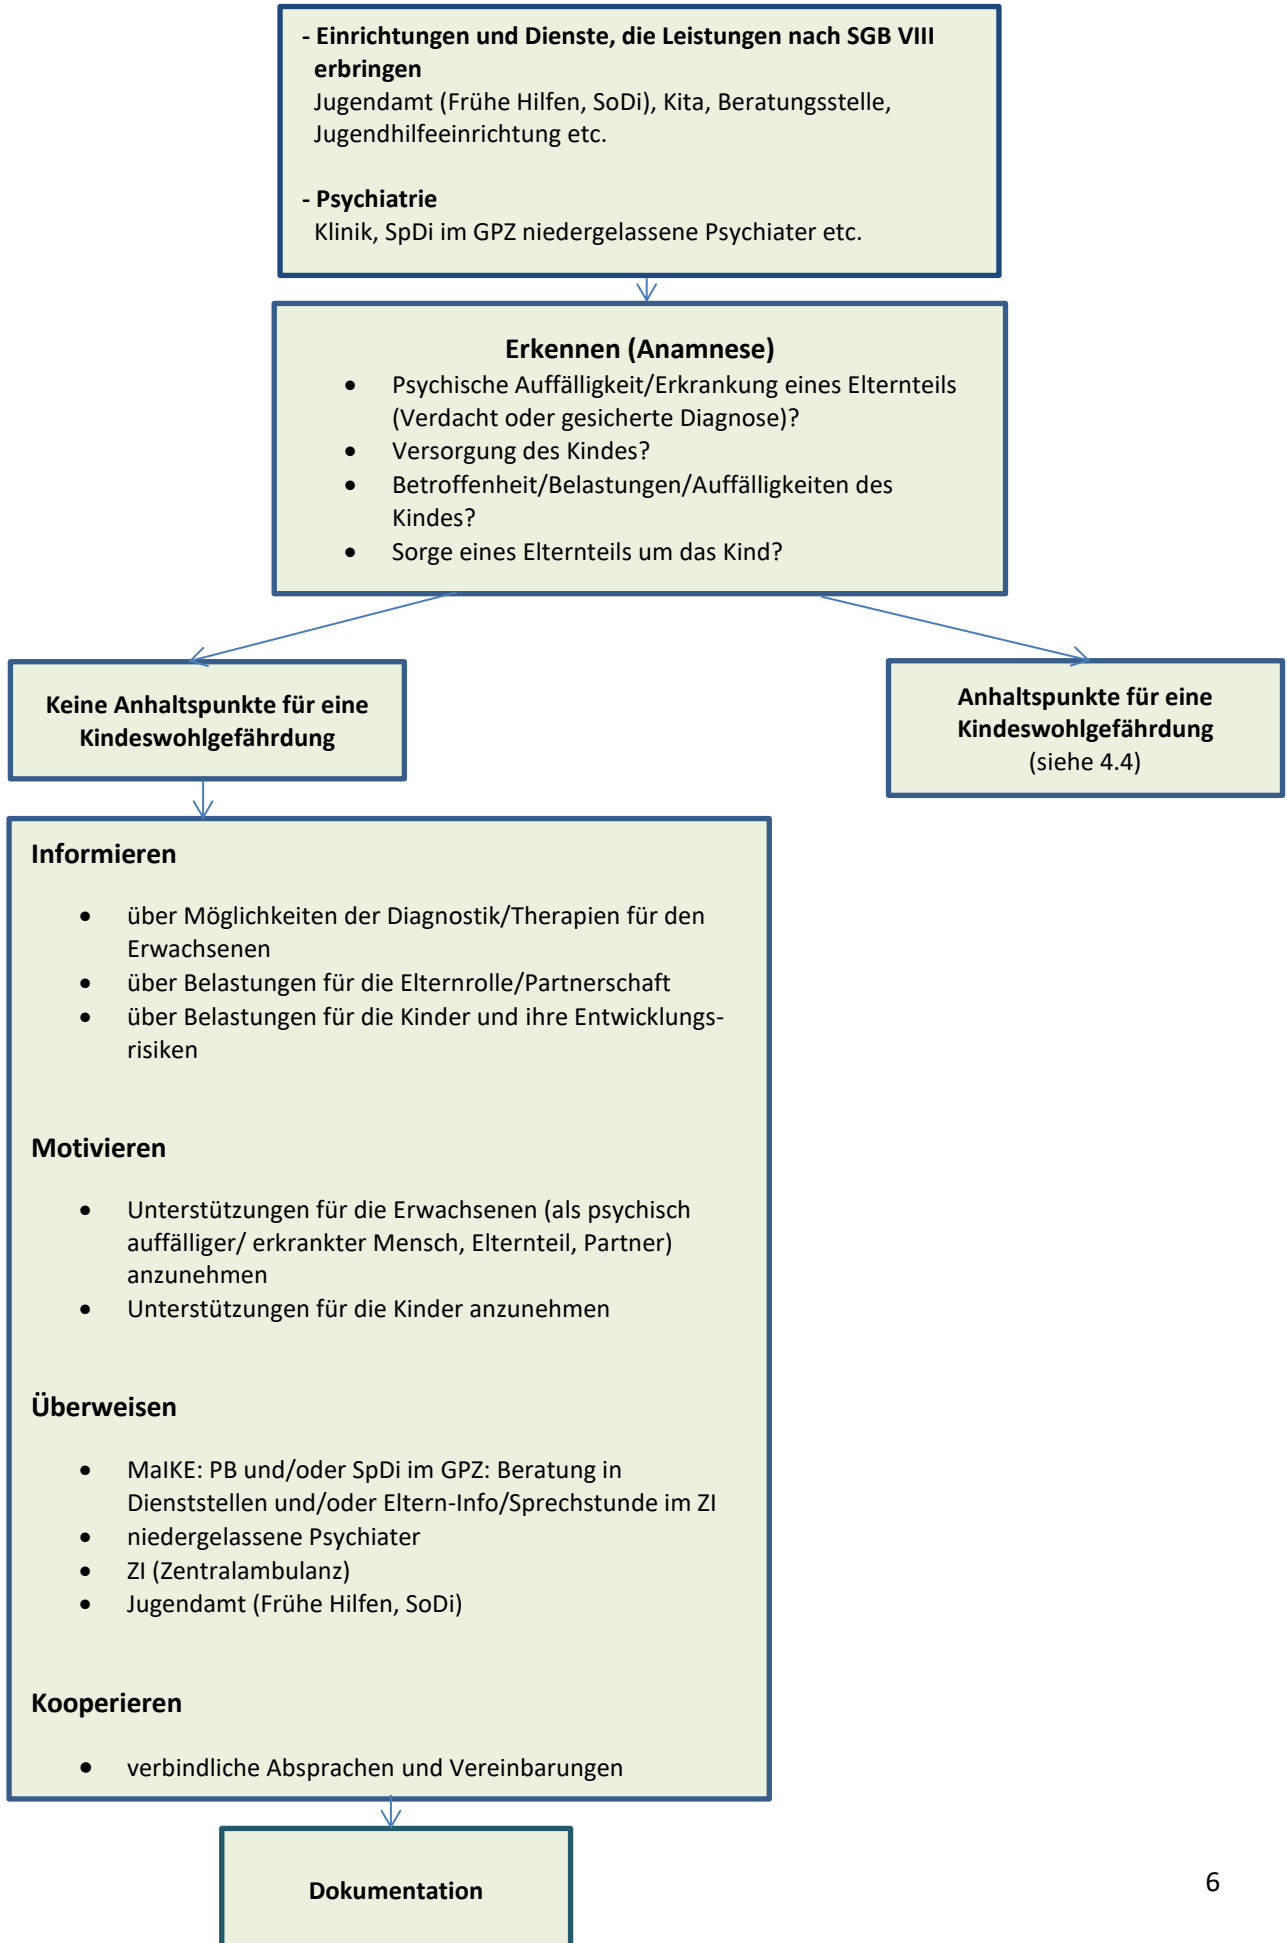 - Einrichtungen und Dienste, die Leistungen nach SGB VIII
erbringen
Jugendamt (Frühe Hilfen, SoDi), Kita, Beratungsstelle,
Jugendhilfeeinrichtung etc.
- Psychiatrie
Klinik, SpDi im GPZ niedergelassene Psychiater etc.
Erkennen (Anamnese)
• Psychische Auffälligkeit/Erkrankung eines Elternteils
(Verdacht oder gesicherte Diagnose)?
• Versorgung des Kindes?
• Betroffenheit/Belastungen/Auffälligkeiten des
Kindes?
• Sorge eines Elternteils um das Kind?
Keine Anhaltspunkte für eine
Kindeswohlgefährdung
Anhaltspunkte für eine
Kindeswohlgefährdung
(siehe 4.4)
Informieren
• über Möglichkeiten der Diagnostik/Therapien für den
Erwachsenen
• über Belastungen für die Elternrolle/Partnerschaft
• über Belastungen für die Kinder und ihre Entwicklungs-
risiken
Motivieren
• Unterstützungen für die Erwachsenen (als psychisch
auffälliger/ erkrankter Mensch, Elternteil, Partner)
anzunehmen
• Unterstützungen für die Kinder anzunehmen
Überweisen
• MaIKE: PB und/oder SpDi im GPZ: Beratung in
Dienststellen und/oder Eltern-Info/Sprechstunde im ZI
• niedergelassene Psychiater
• ZI (Zentralambulanz)
• Jugendamt (Frühe Hilfen, SoDi)
Kooperieren
• verbindliche Absprachen und Vereinbarungen
Dokumentation
6